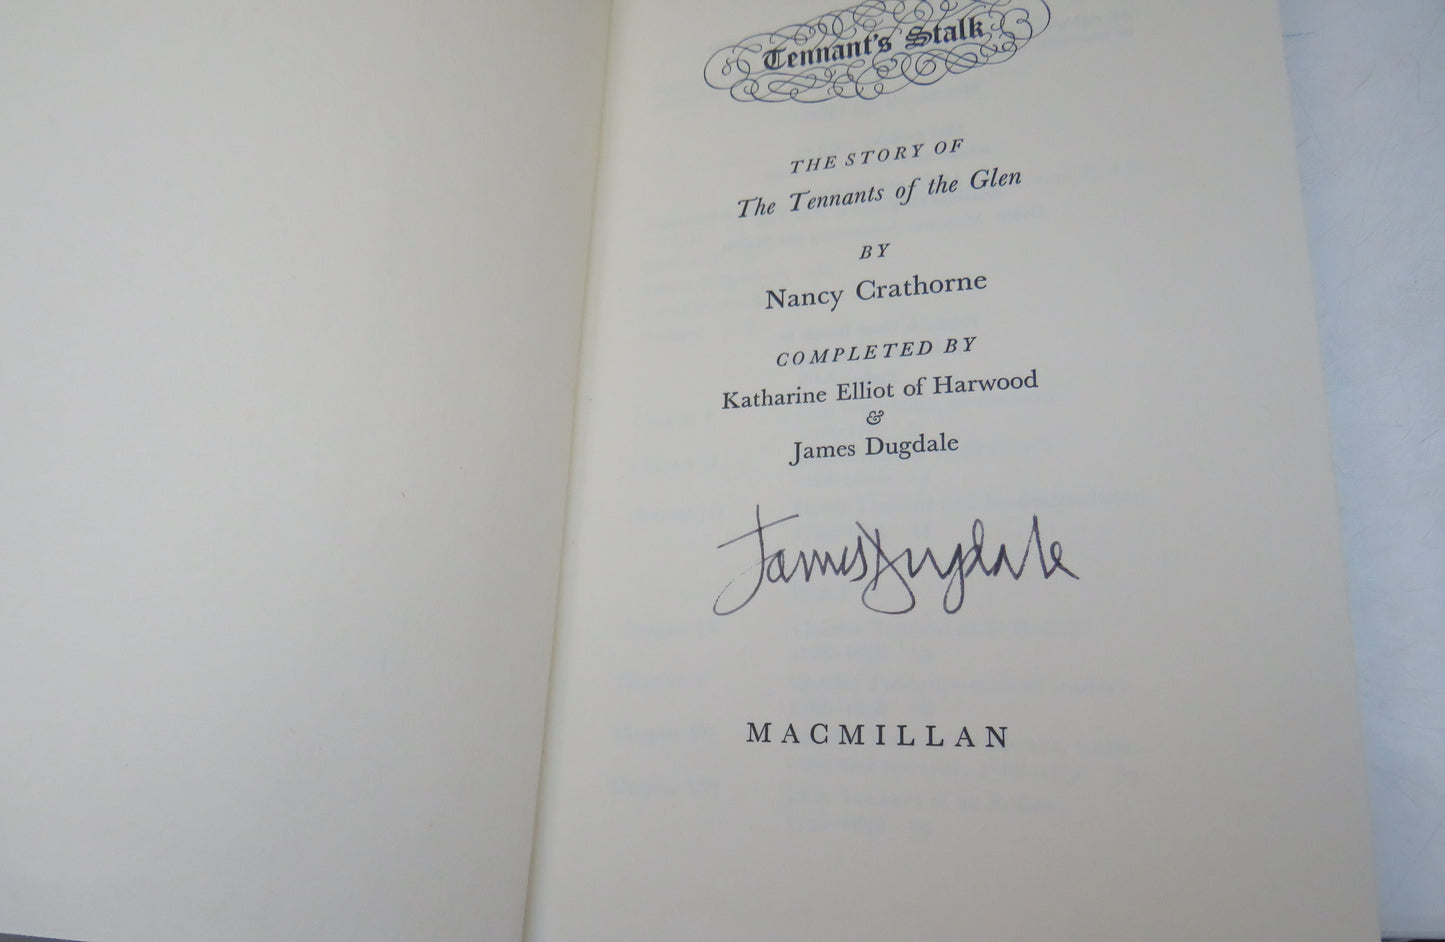 Tennant's Stalk
THE STORY OF
The Tennants of the Glen
BY
Nancy Crathorne
COMPLETED BY
Katharine Elliot of Harwood
&
James Dugdale
James Dugdale
MACMILLAN